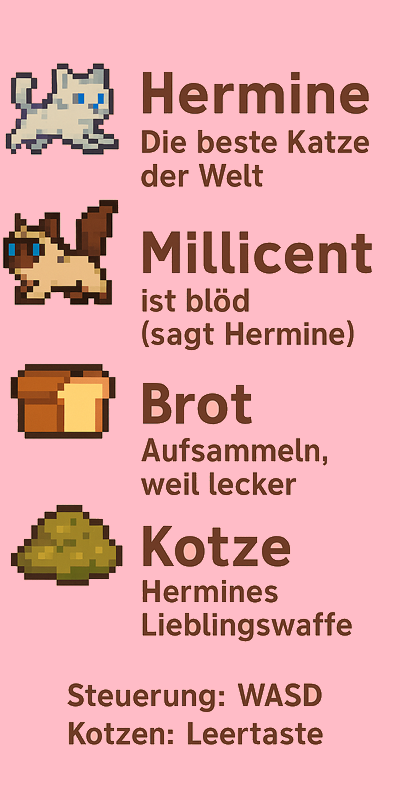 Hermine
Die beste Katze
der Welt
Millicent
ist blöd
(sagt Hermine)
Brot
Aufsammeln,
weil lecker
Kotze
Hermines
Lieblingswaffe
Steuerung: WASD
Kotzen: Leertaste